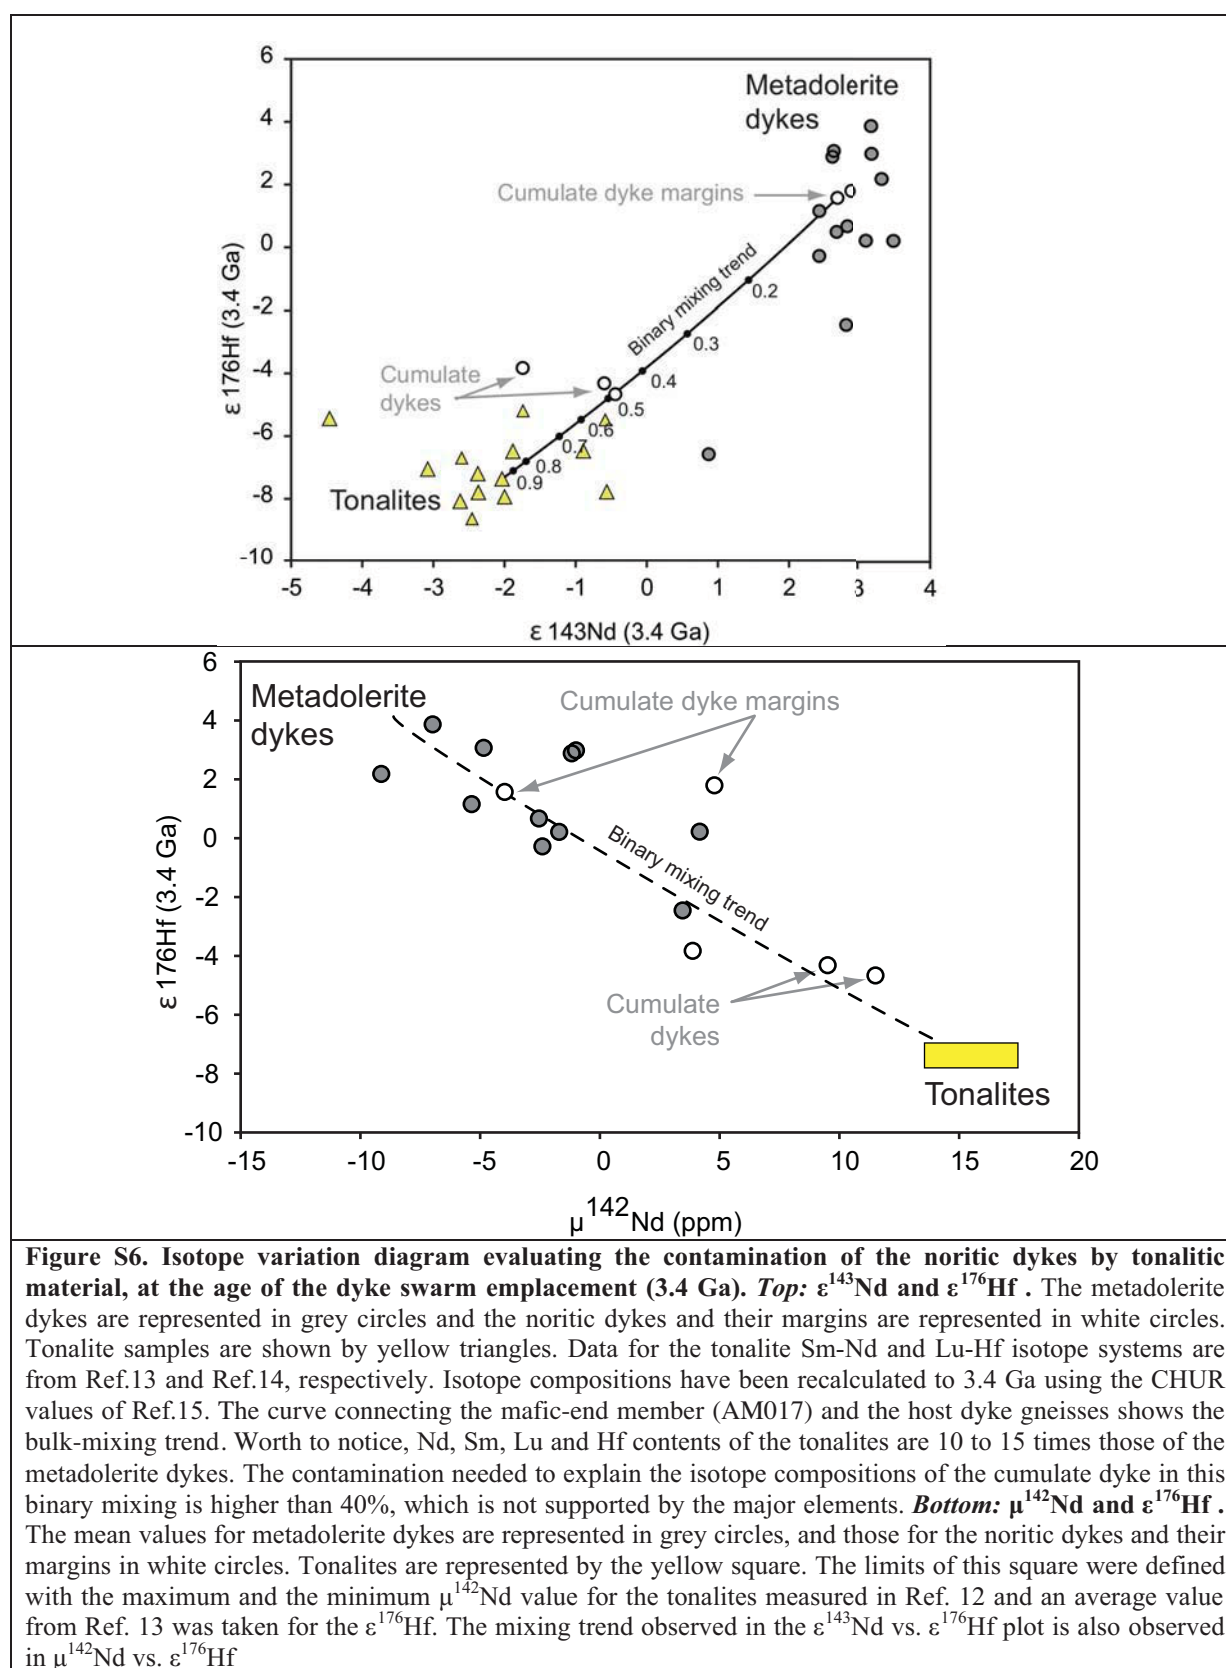 6
4
2
0
-2
-4
-6
-8
-10
ε 176Hf (3.4 Ga)
Metadolerite
dykes
Cumulate dyke margins
Binary mixing trend
0.2
0.3
0.4
0.5
0.6
0.7
0.8
0.9
Cumulate
dykes
Tonalites
-5 -4 -3 -2 -1 0 1 2 3 4
ε 143Nd (3.4 Ga)
6
4
2
0
-2
-4
-6
-8
-10
ε 176Hf (3.4 Ga)
Metadolerite
dykes
Cumulate dyke margins
Binary mixing trend
Cumulate
dykes
Tonalites
-15 -10 -5 0 5 10 15 20
μ¹⁴²Nd (ppm)
Figure S6. Isotope variation diagram evaluating the contamination of the noritic dykes by tonalitic
material, at the age of the dyke swarm emplacement (3.4 Ga). Top: ε¹⁴³Nd and ε¹⁷⁶Hf . The metadolerite
dykes are represented in grey circles and the noritic dykes and their margins are represented in white circles.
Tonalite samples are shown by yellow triangles. Data for the tonalite Sm-Nd and Lu-Hf isotope systems are
from Ref.13 and Ref.14, respectively. Isotope compositions have been recalculated to 3.4 Ga using the CHUR
values of Ref.15. The curve connecting the mafic-end member (AM017) and the host dyke gneisses shows the
bulk-mixing trend. Worth to notice, Nd, Sm, Lu and Hf contents of the tonalites are 10 to 15 times those of the
metadolerite dykes. The contamination needed to explain the isotope compositions of the cumulate dyke in this
binary mixing is higher than 40%, which is not supported by the major elements. Bottom: μ¹⁴²Nd and ε¹⁷⁶Hf .
The mean values for metadolerite dykes are represented in grey circles, and those for the noritic dykes and their
margins in white circles. Tonalites are represented by the yellow square. The limits of this square were defined
with the maximum and the minimum μ¹⁴²Nd value for the tonalites measured in Ref. 12 and an average value
from Ref. 13 was taken for the ε¹⁷⁶Hf. The mixing trend observed in the ε¹⁴³Nd vs. ε¹⁷⁶Hf plot is also observed
in μ¹⁴²Nd vs. ε¹⁷⁶Hf